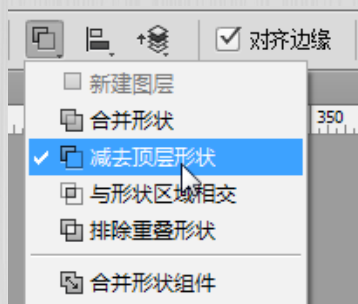 对齐边缘
新建图层
合并形状
350
减去顶层形状
与形状区域相交
排除重叠形状
合并形状组件